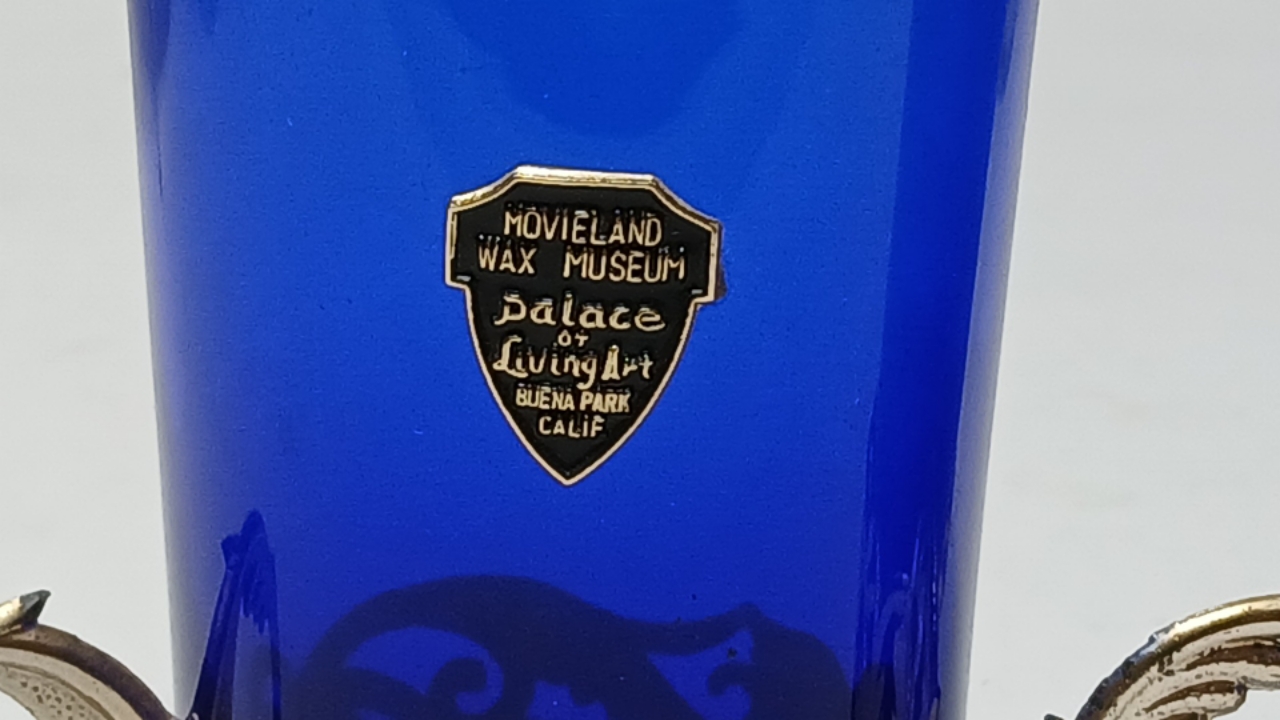 MOVIELAND
WAX MUSEUM
Palace
of
Living Art
BUENA PARK
CALIF